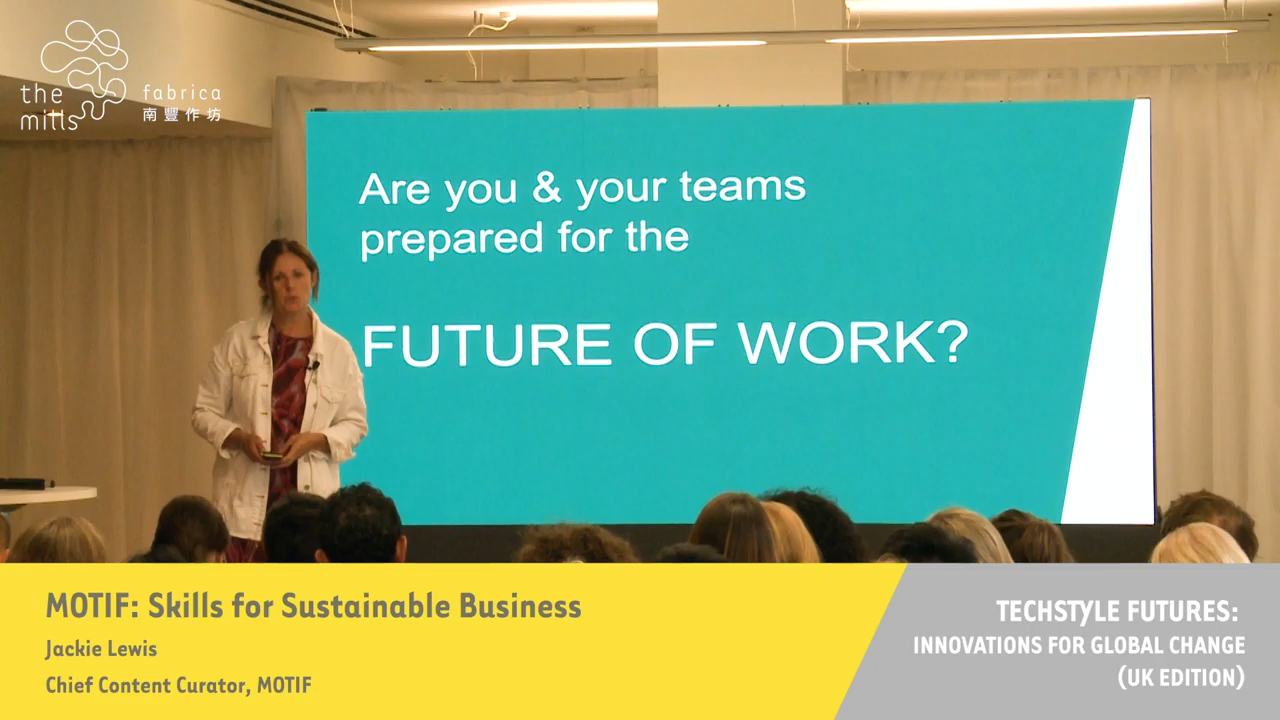 the
mills
fabrica
南豐作坊
Are you & your teams
prepared for the
FUTURE OF WORK?
MOTIF: Skills for Sustainable Business
Jackie Lewis
Chief Content Curator, MOTIF
TECHSTYLE FUTURES:
INNOVATIONS FOR GLOBAL CHANGE
(UK EDITION)